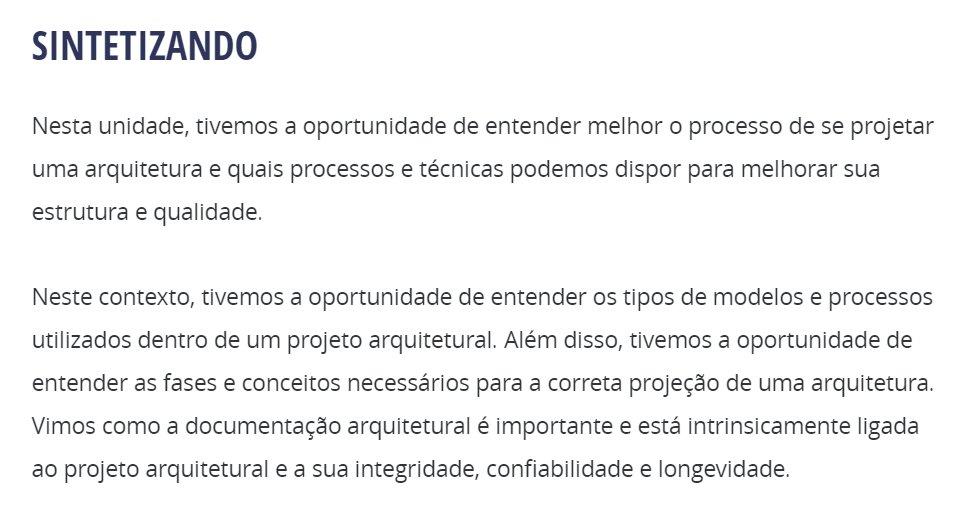 SINTETIZANDO
Nesta unidade, tivemos a oportunidade de entender melhor o processo de se projetar
uma arquitetura e quais processos e técnicas podemos dispor para melhorar sua
estrutura e qualidade.
Neste contexto, tivemos a oportunidade de entender os tipos de modelos e processos
utilizados dentro de um projeto arquitetural. Além disso, tivemos a oportunidade de
entender as fases e conceitos necessários para a correta projeção de uma arquitetura.
Vimos como a documentação arquitetural é importante e está intrinsicamente ligada
ao projeto arquitetural e a sua integridade, confiabilidade e longevidade.